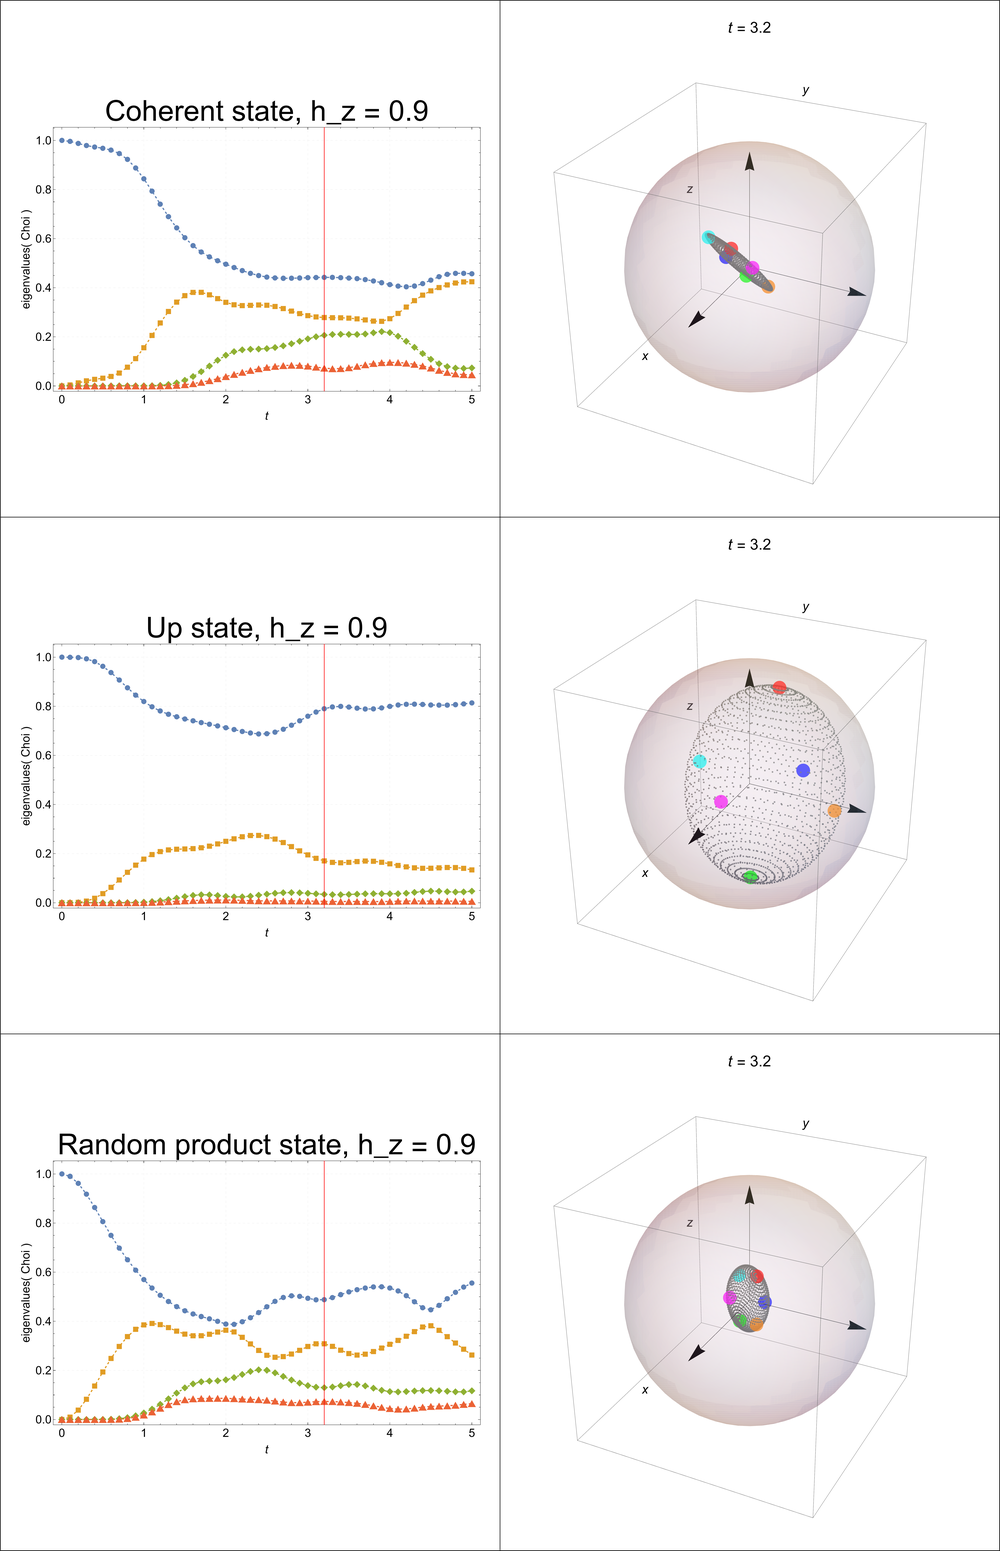 t = 3.2
Coherent state, h_z = 0.9
eigenvalues( Choi )
1.0
0.8
0.6
0.4
0.2
0.0
0 1 2 3 4 5
t
y
z
x
t = 3.2
Up state, h_z = 0.9
eigenvalues( Choi )
1.0
0.8
0.6
0.4
0.2
0.0
0 1 2 3 4 5
t
y
z
x
t = 3.2
Random product state, h_z = 0.9
eigenvalues( Choi )
1.0
0.8
0.6
0.4
0.2
0.0
0 1 2 3 4 5
t
y
z
x